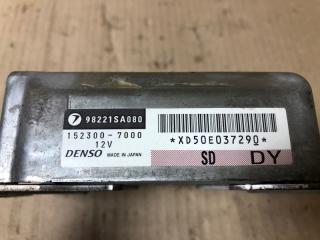 7 98221SA080
152300-7000
12V
DENSO MADE IN JAPAN
*XD50E037290*
SD DY